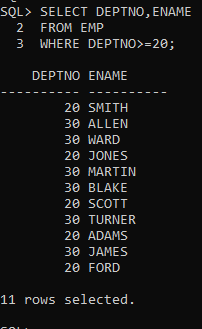 SQL> SELECT DEPTNO,ENAME
  2  FROM EMP
  3  WHERE DEPTNO>=20;
    DEPTNO ENAME
---------- ----------
        20 SMITH
        30 ALLEN
        30 WARD
        20 JONES
        30 MARTIN
        30 BLAKE
        20 SCOTT
        30 TURNER
        20 ADAMS
        30 JAMES
        20 FORD
11 rows selected.